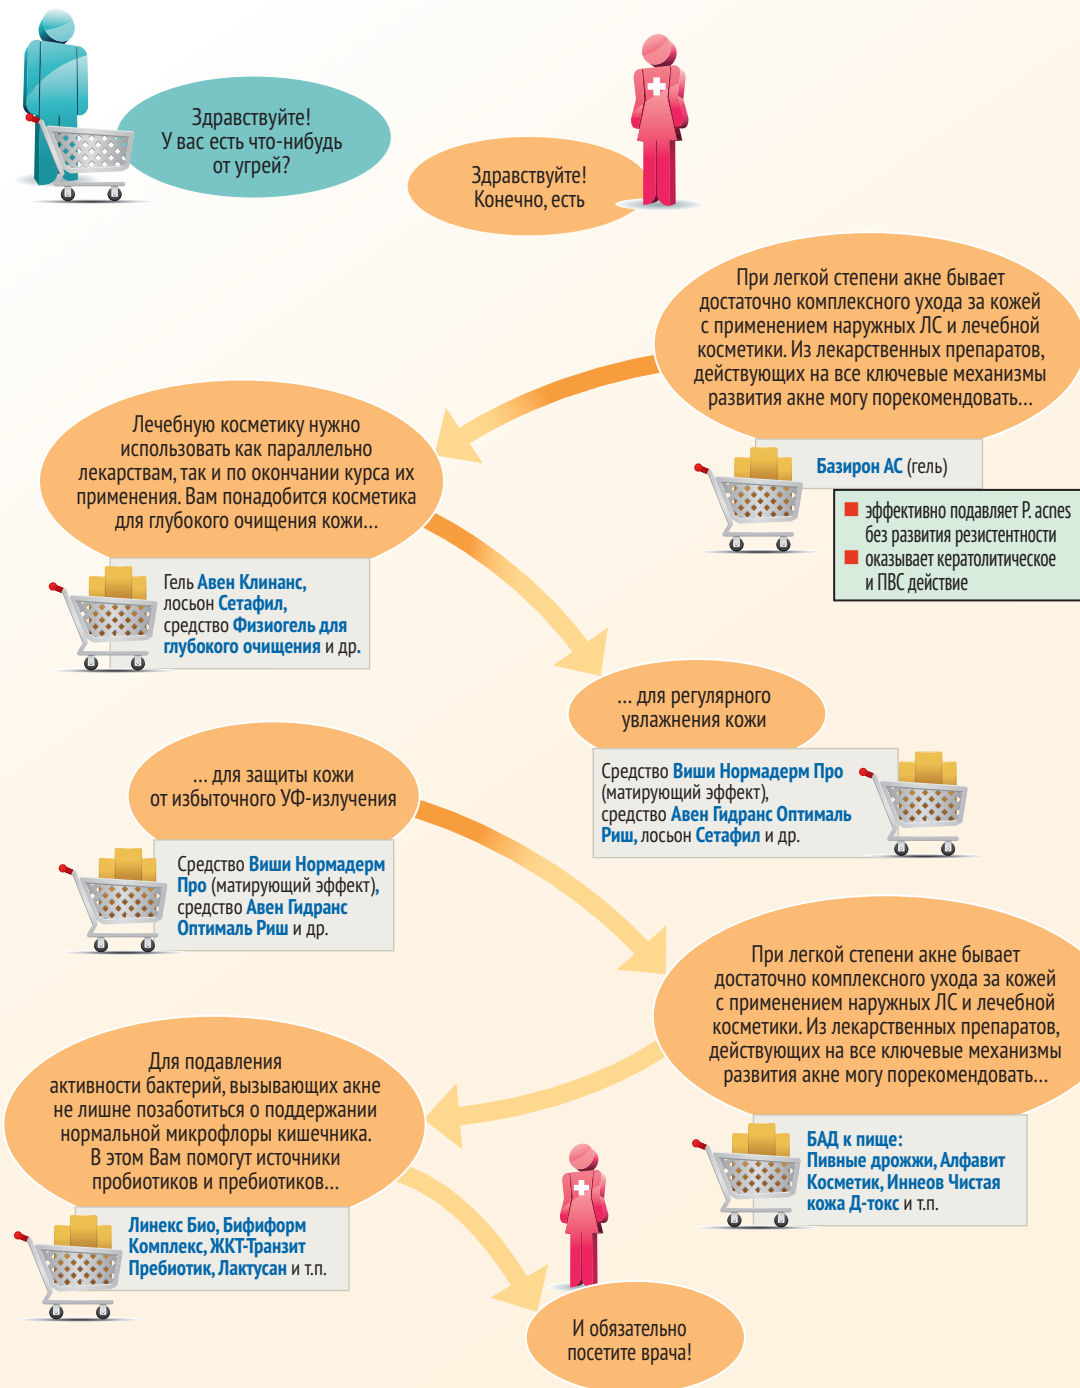 Здравствуйте!
У вас есть что-нибудь
от угрей?
Здравствуйте!
Конечно, есть
При легкой степени акне бывает
достаточно комплексного ухода за кожей
с применением наружных ЛС и лечебной
косметики. Из лекарственных препаратов,
действующих на все ключевые механизмы
развития акне могу порекомендовать...
Базирон АС (гель)
эффективно подавляет P. acnes
без развития резистентности
оказывает кератолитическое
и ПВС действие
Лечебную косметику нужно
использовать как параллельно
лекарствам, так и по окончании курса их
применения. Вам понадобится косметика
для глубокого очищения кожи...
Гель Авен Клинанс,
лосьон Сетафил,
средство Физиогель для
глубокого очищения и др.
... для регулярного
увлажнения кожи
Средство Виши Нормадерм Про
(матирующий эффект),
средство Авен Гидранс Оптималь
Риш, лосьон Сетафил и др.
... для защиты кожи
от избыточного УФ-излучения
Средство Виши Нормадерм
Про (матирующий эффект),
средство Авен Гидранс
Оптималь Риш и др.
При легкой степени акне бывает
достаточно комплексного ухода за кожей
с применением наружных ЛС и лечебной
косметики. Из лекарственных препаратов,
действующих на все ключевые механизмы
развития акне могу порекомендовать...
БАД к пище:
Пивные дрожжи, Алфавит
Косметик, Иннеов Чистая
кожа Д-токс и т.п.
Для подавления
активности бактерий, вызывающих акне
не лишне позаботиться о поддержании
нормальной микрофлоры кишечника.
В этом Вам помогут источники
пробиотиков и пребиотиков...
Линекс Био, Бифиформ
Комплекс, ЖКТ-Транзит
Пребиотик, Лактусан и т.п.
И обязательно
посетите врача!